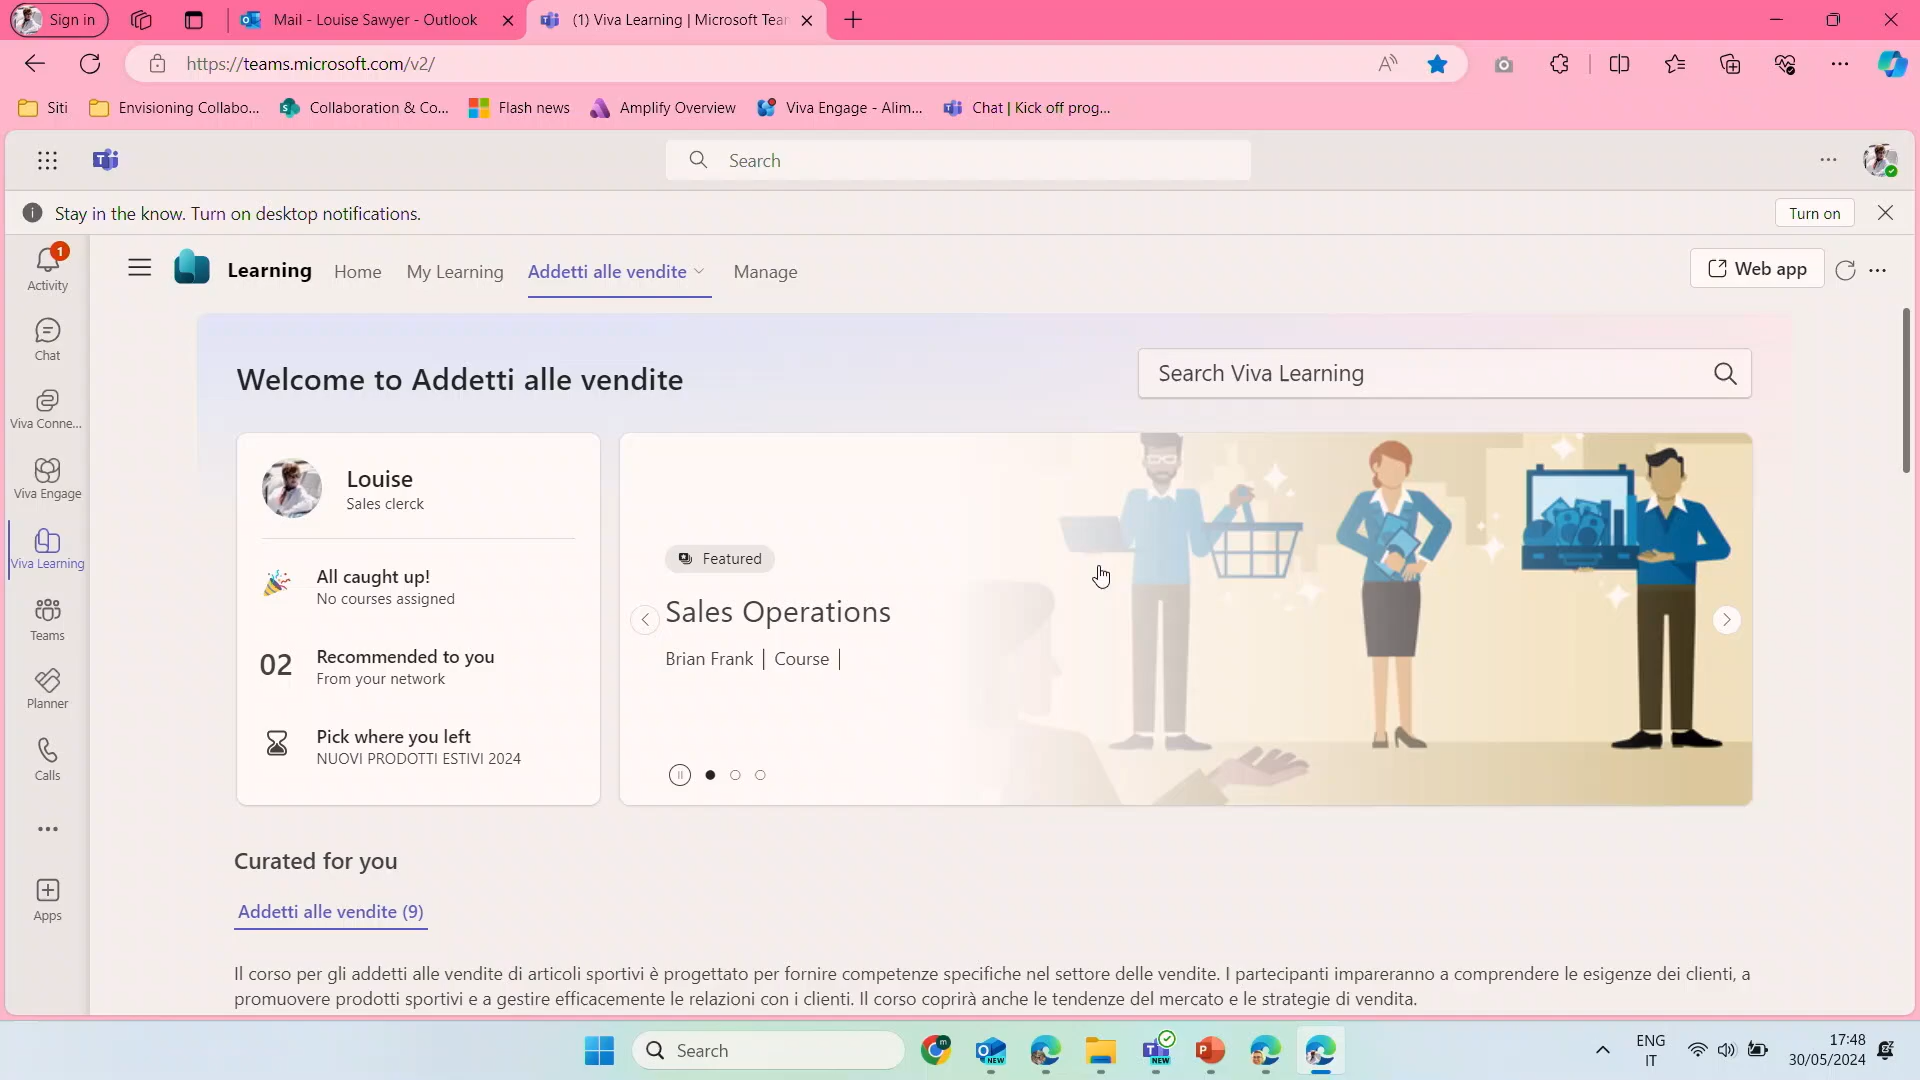 Sign in
Mail - Louise Sawyer - Outlook
(1) Viva Learning | Microsoft Tea
https://teams.microsoft.com/v2/
Siti
Envisioning Collabo...
Collaboration & Co...
Flash news
Amplify Overview
Viva Engage - Alim...
Chat | Kick off prog...
Search
Stay in the know. Turn on desktop notifications.
Turn on
1
Activity
Chat
Viva Conne...
Viva Engage
Viva Learning
Teams
Planner
Calls
Apps
Learning
Home
My Learning
Addetti alle vendite
Manage
Web app
Welcome to Addetti alle vendite
Search Viva Learning
Louise
Sales clerck
All caught up!
No courses assigned
02
Recommended to you
From your network
Pick where you left
NUOVI PRODOTTI ESTIVI 2024
Featured
Sales Operations
Brian Frank | Course |
Curated for you
Addetti alle vendite (9)
Il corso per gli addetti alle vendite di articoli sportivi è progettato per fornire competenze specifiche nel settore delle vendite. I partecipanti impareranno a comprendere le esigenze dei clienti, a
promuovere prodotti sportivi e a gestire efficacemente le relazioni con i clienti. Il corso coprirà anche le tendenze del mercato e le strategie di vendita.
Search
NEW
NEW
ENG
IT
17:48
30/05/2024